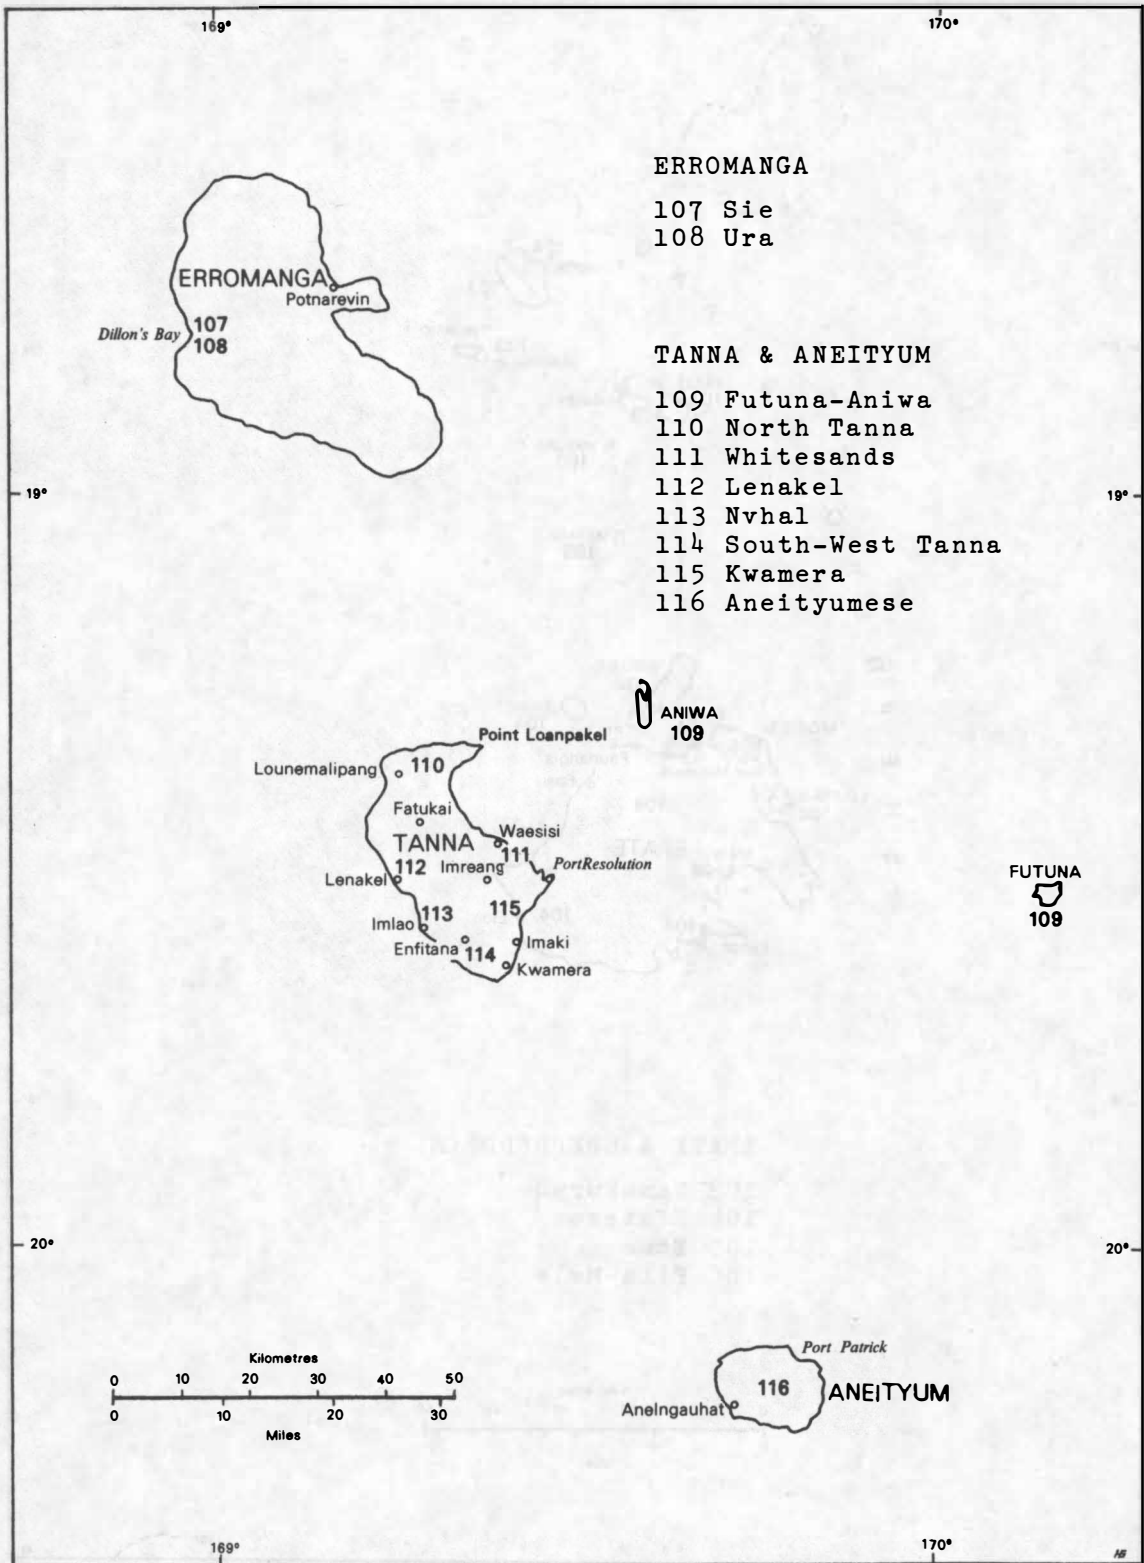 169°
170°
ERROMANGA
107 Sie
108 Ura
ERROMANGA
Potnarevin
Dillon's Bay
107
108
TANNA & ANEITYUM
109 Futuna-Aniwa
110 North Tanna
111 Whitesands
112 Lenakel
113 Nvhal
114 South-West Tanna
115 Kwamera
116 Aneityumese
19°
19°
ANIWA
109
Point Loanpakel
Lounemalipang
110
Fatukai
TANNA
Waesisi
111
112
Imreang
PortResolution
Lenakel
FUTUNA
109
113
115
Imlao
Enfitana
114
Imaki
Kwamera
20°
20°
Kilometres
0 10 20 30 40 50
0 10 20 30
Miles
Port Patrick
116
ANEITYUM
Anelngauhat
169°
170°
HS